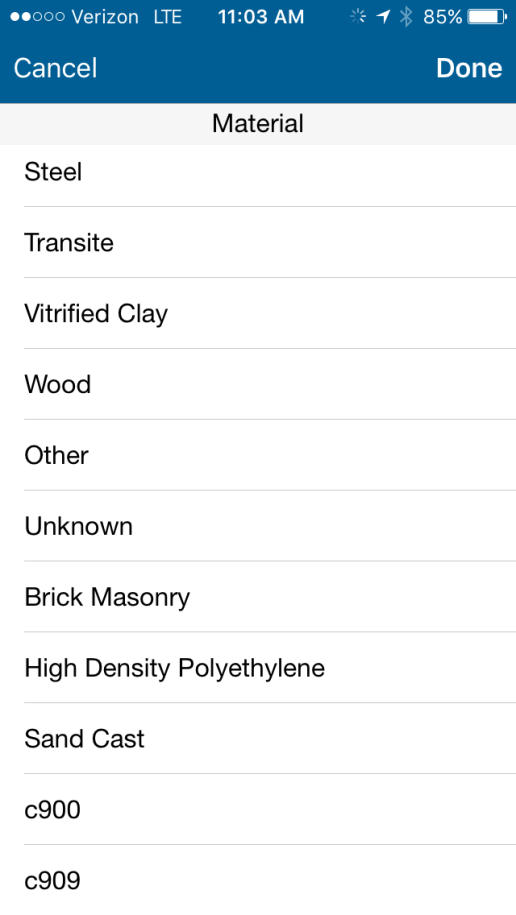 Verizon LTE 11:03 AM 85%
Cancel Done
Material
Steel
Transite
Vitrified Clay
Wood
Other
Unknown
Brick Masonry
High Density Polyethylene
Sand Cast
c900
c909